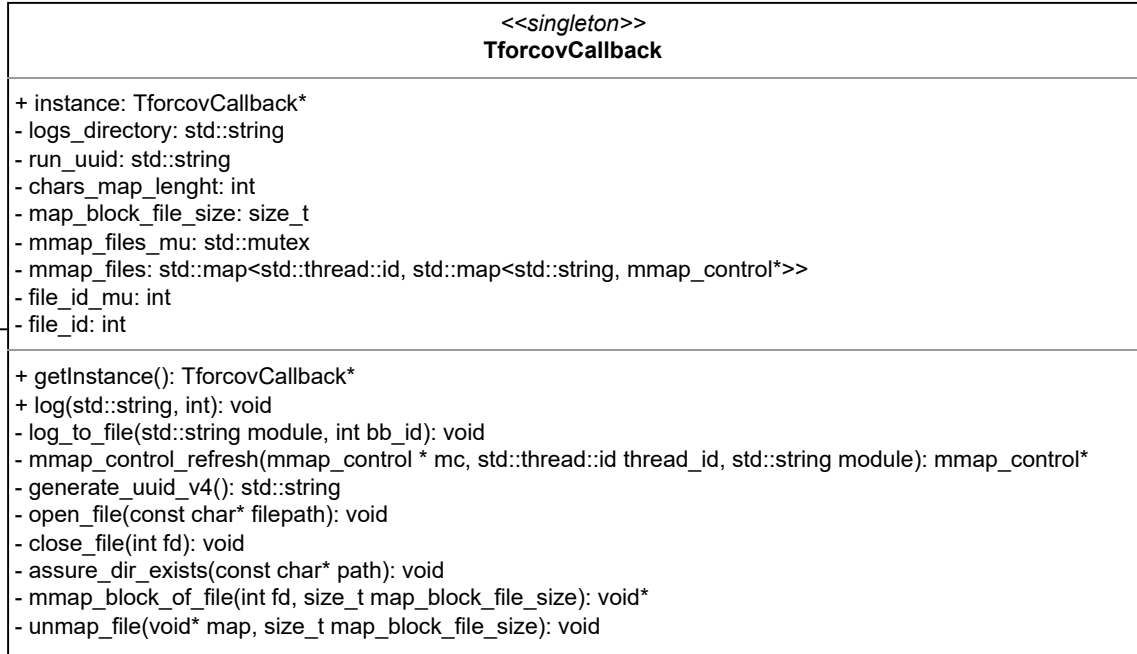 <<singleton>>
TforcovCallback
+ instance: TforcovCallback*
- logs_directory: std::string
- run_uuid: std::string
- chars_map_lenght: int
- map_block_file_size: size_t
- mmap_files_mu: std::mutex
- mmap_files: std::map<std::thread::id, std::map<std::string, mmap_control*>>
- file_id_mu: int
- file_id: int
+ getInstance(): TforcovCallback*
+ log(std::string, int): void
- log_to_file(std::string module, int bb_id): void
- mmap_control_refresh(mmap_control * mc, std::thread::id thread_id, std::string module): mmap_control*
- generate_uuid_v4(): std::string
- open_file(const char* filepath): void
- close_file(int fd): void
- assure_dir_exists(const char* path): void
- mmap_block_of_file(int fd, size_t map_block_file_size): void*
- unmap_file(void* map, size_t map_block_file_size): void